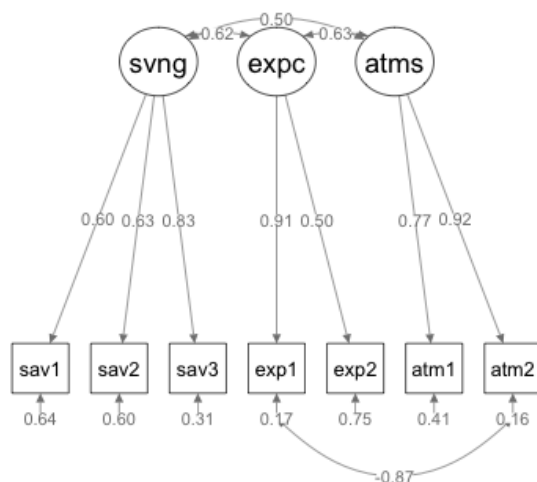 0.50
0.62 0.63
svng expc atms
0.60 0.63 0.83 0.91 0.50 0.77 0.92
sav1 sav2 sav3 exp1 exp2 atm1 atm2
0.64 0.60 0.31 0.17 0.75 0.41 0.16
-0.87